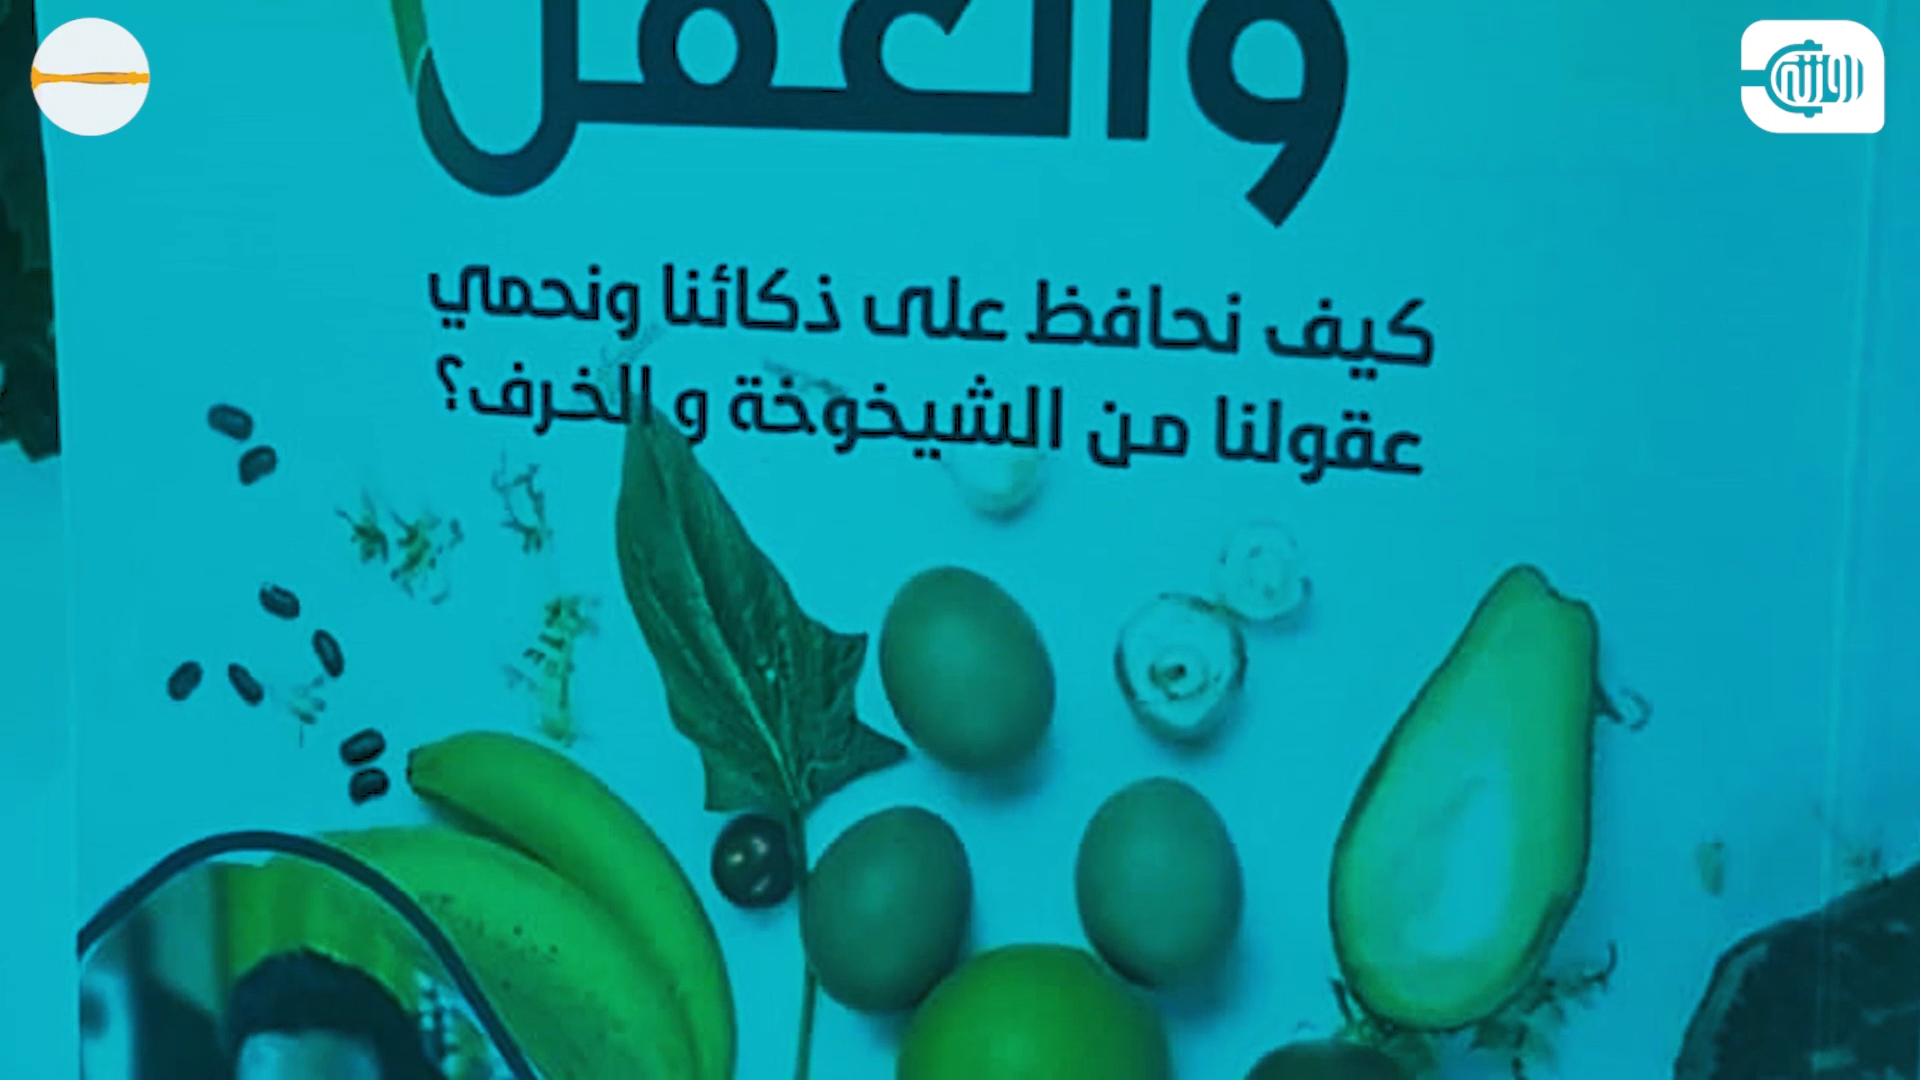 والعقل
كيف نحافظ على ذكائنا ونحمي
عقولنا من الشيخوخة و الخرف؟